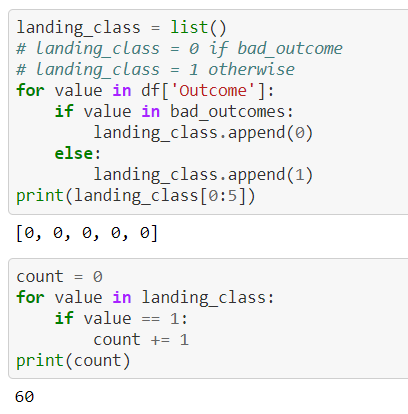 landing_class = list()
# landing_class = 0 if bad_outcome
# landing_class = 1 otherwise
for value in df['Outcome']:
    if value in bad_outcomes:
        landing_class.append(0)
    else:
        landing_class.append(1)
print(landing_class[0:5])
[0, 0, 0, 0, 0]
count = 0
for value in landing_class:
    if value == 1:
        count += 1
print(count)
60